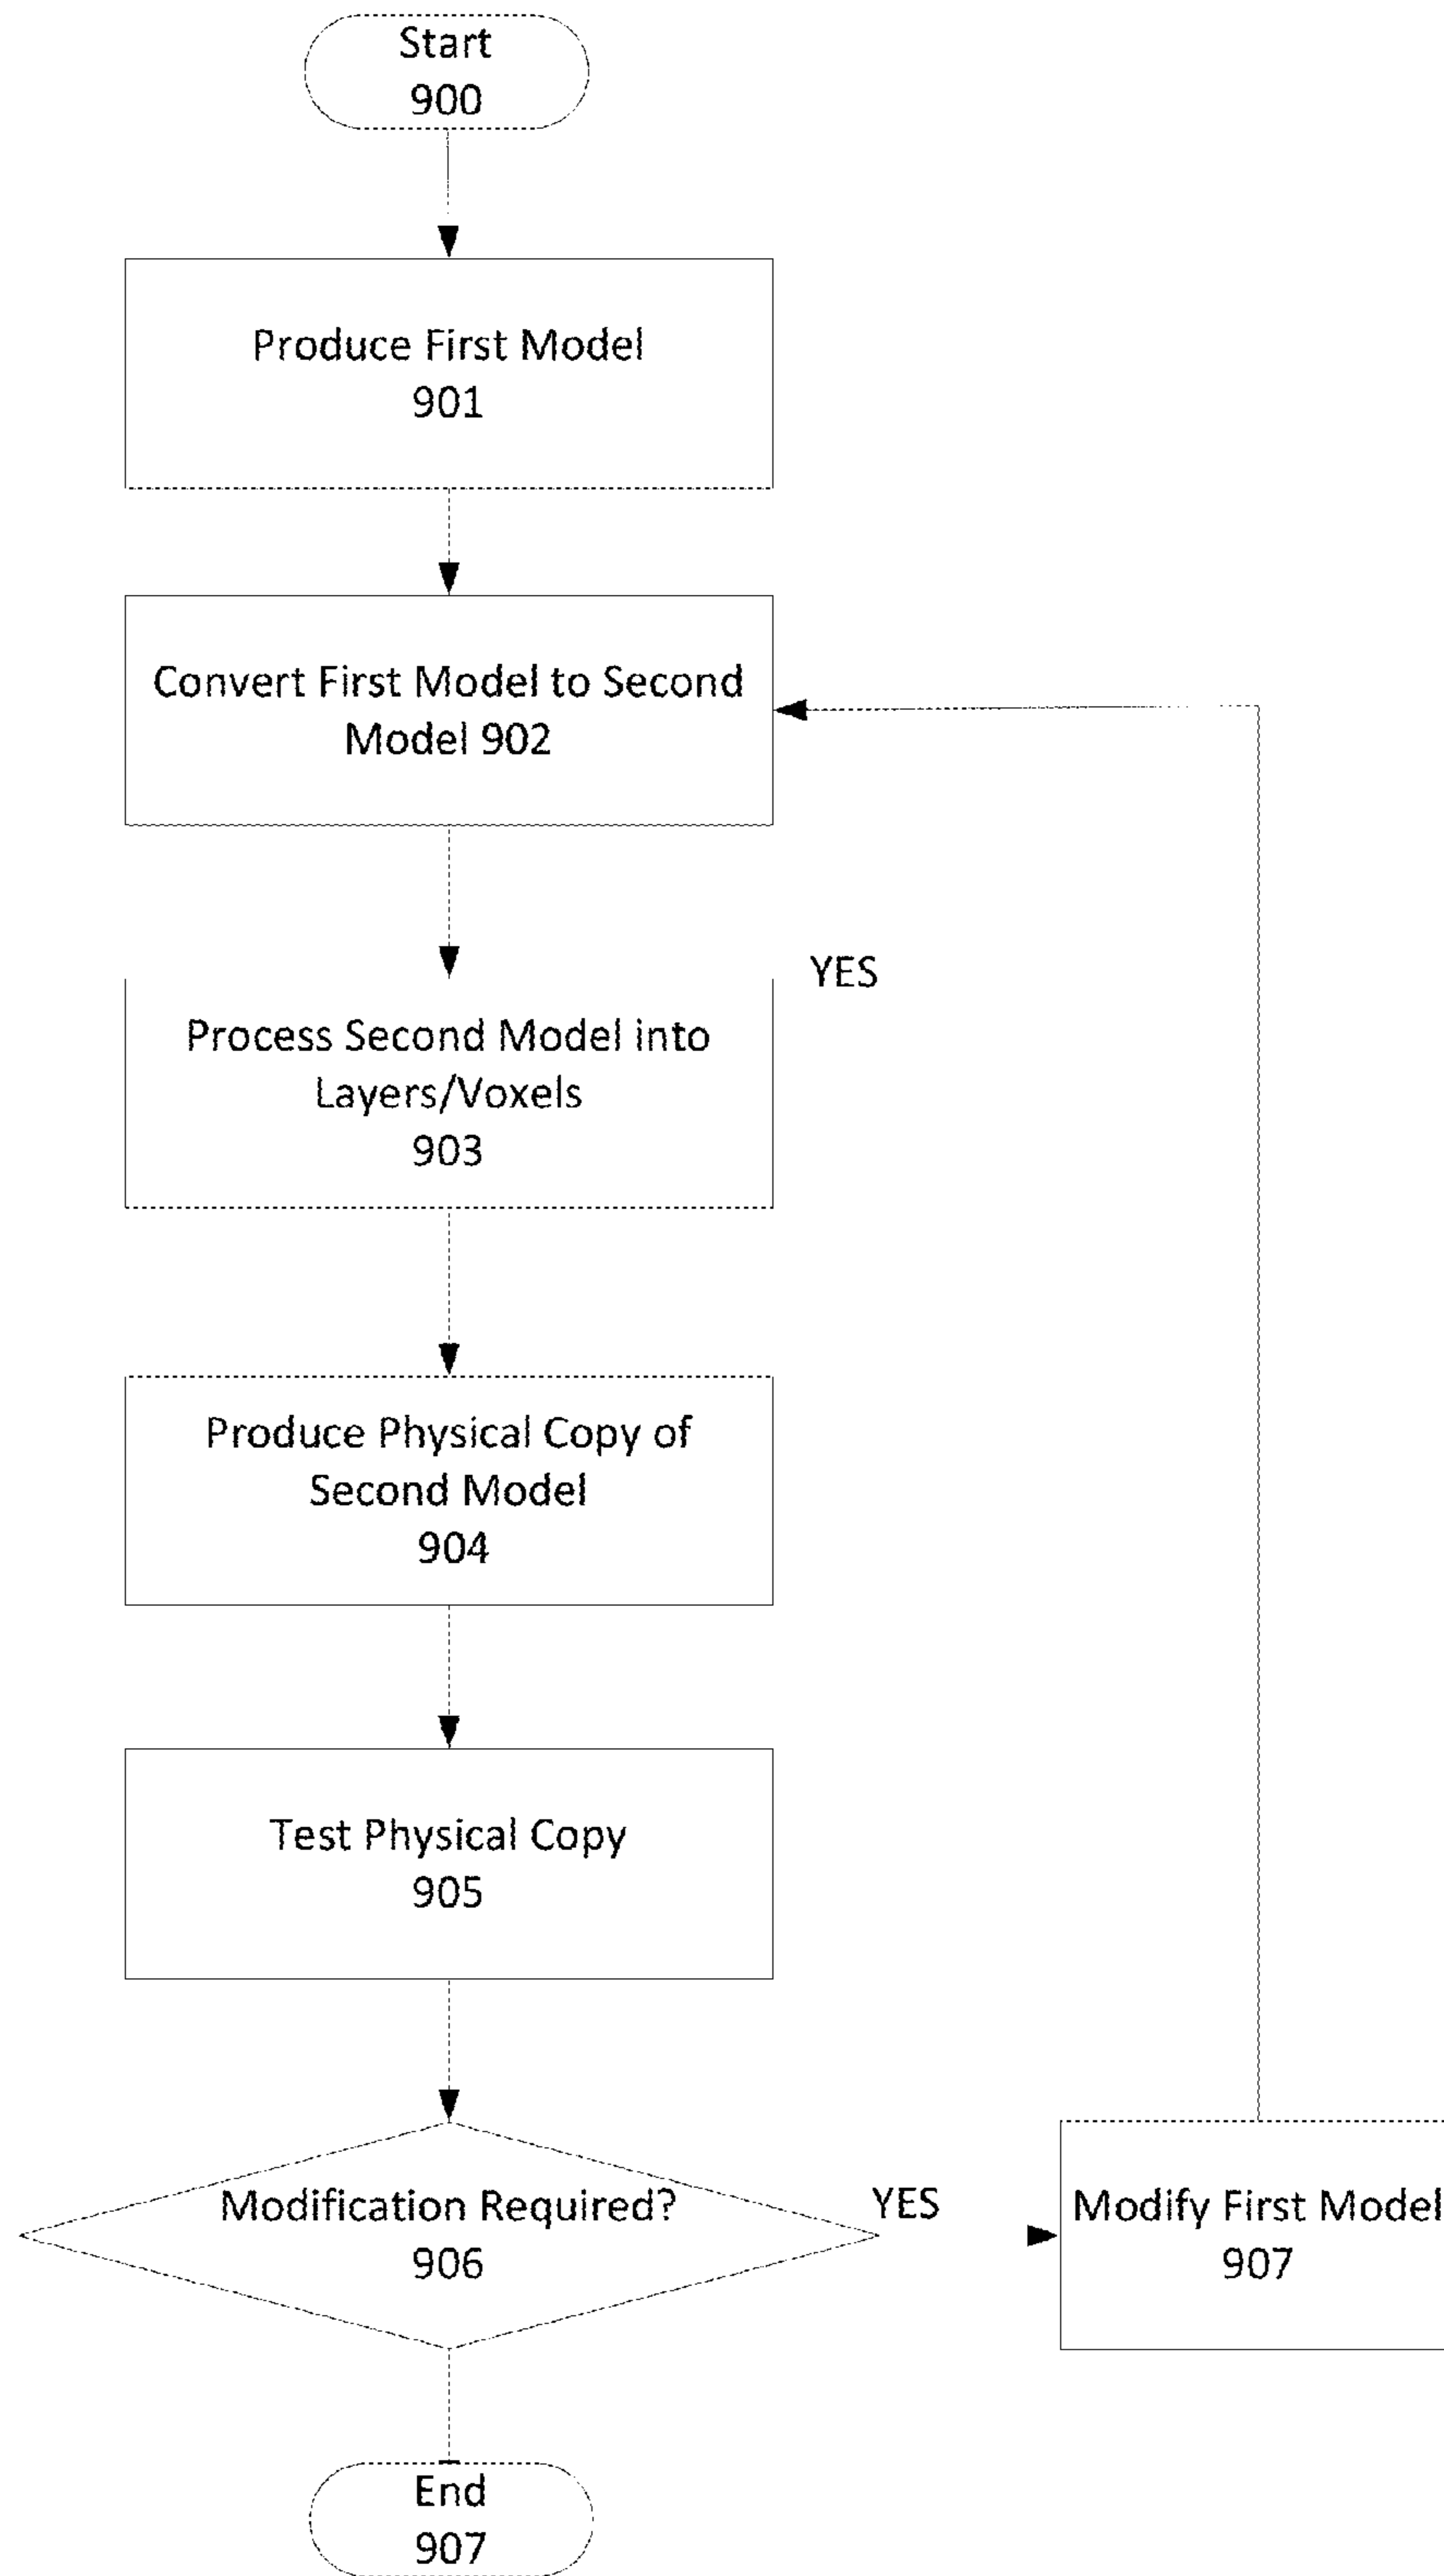 Start
900
Produce First Model
901
Convert First Model to Second
Model 902
YES
Process Second Model into
Layers/Voxels
903
Produce Physical Copy of
Second Model
904
Test Physical Copy
905
Modification Required?
906
YES
Modify First Model
907
End
907